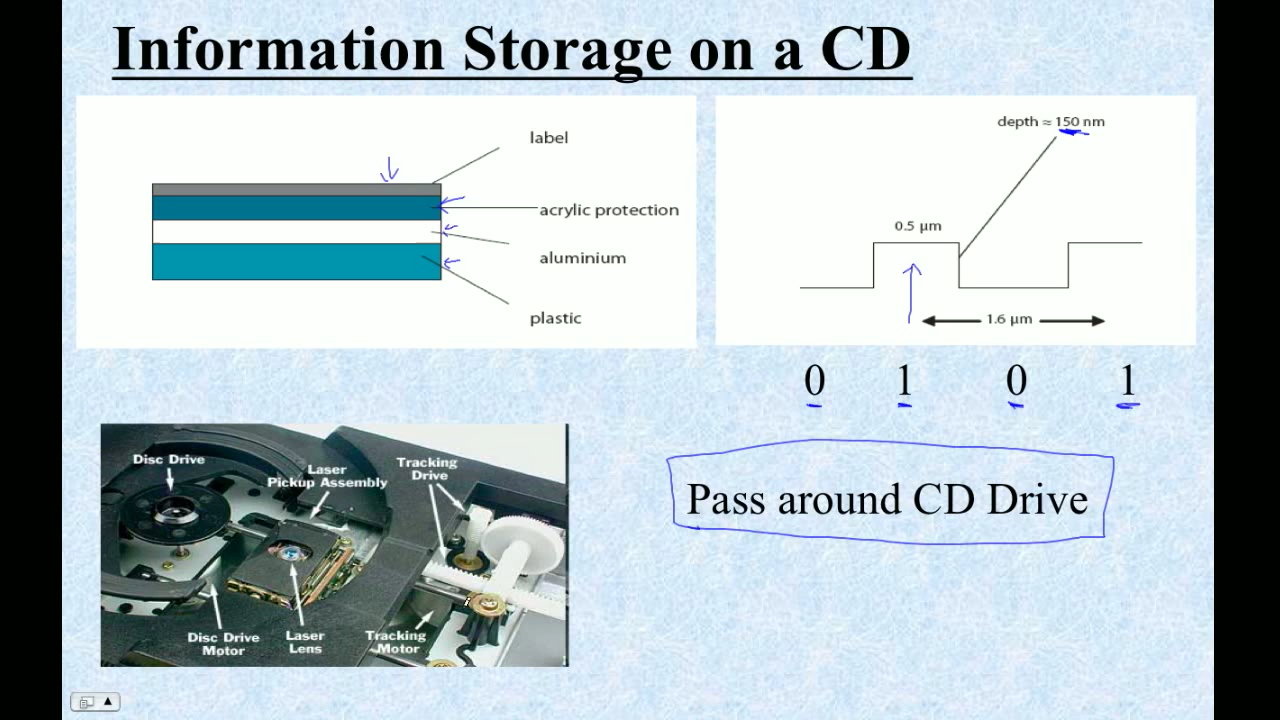 Information Storage on a CD
label
acrylic protection
aluminium
plastic
depth ≈ 150 nm
0.5 μm
1.6 μm
0 1 0 1
Disc Drive
Laser
Pickup Assembly
Tracking
Drive
Disc Drive
Motor
Laser
Lens
Tracking
Motor
Pass around CD Drive